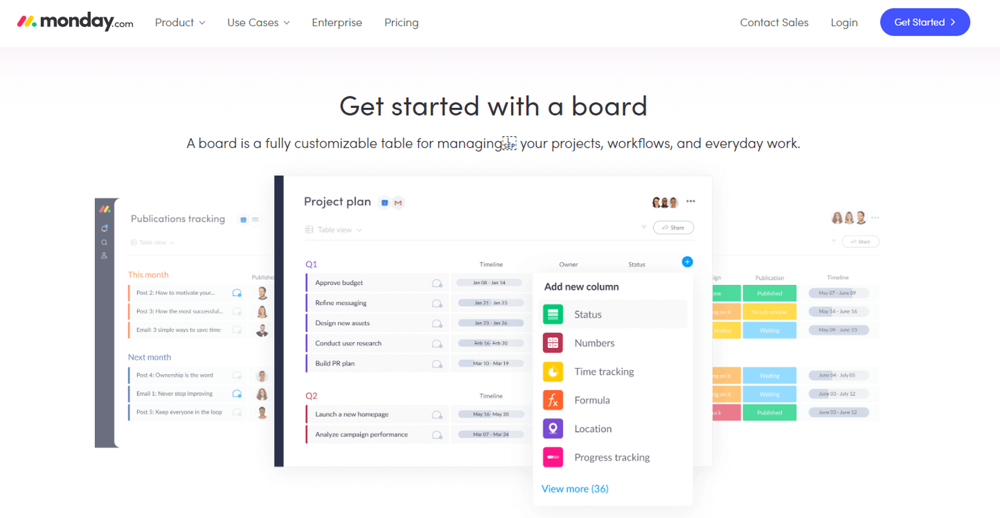 monday.com Product Use Cases Enterprise Pricing Contact Sales Login Get Started
Get started with a board
A board is a fully customizable table for managing
SEP your projects, workflows, and everyday work.
Publications tracking
Table view
This month Publishe
Post 2: How to motivate your...
Post 3: How the most successful...
Email: 3 simple ways to save time
Next month
Post 4: Ownership is the word
Email 1: Never stop improving
Post 5: Keep everyone in the loop
Project plan
Table view Share
Q1 Timeline Owner Status
Approve budget Jan 08 - Jan 14
Refine messaging Jan 21 - Jan 23
Design new assets Jan 23 - Jan 26
Conduct user research Feb 16- Feb 20
Build PR plan Mar 10 - Mar 19
Q2 Timeline
Launch a new homepage May 16- May 20
Analyze campaign performance Mar 07 - Mar 24
Add new column
Status
Numbers
Time tracking
fx Formula
Location
Progress tracking
View more (36)
Share
ign Publication Timeline
one Published May 07 - June 09
ng on it Needs review May 14 - June 16
review Waiting May 09 - June 23
ng on it Waiting June 04 - July 05
ng on it Waiting June 03 - July 12
uck Published June 03 - June 12